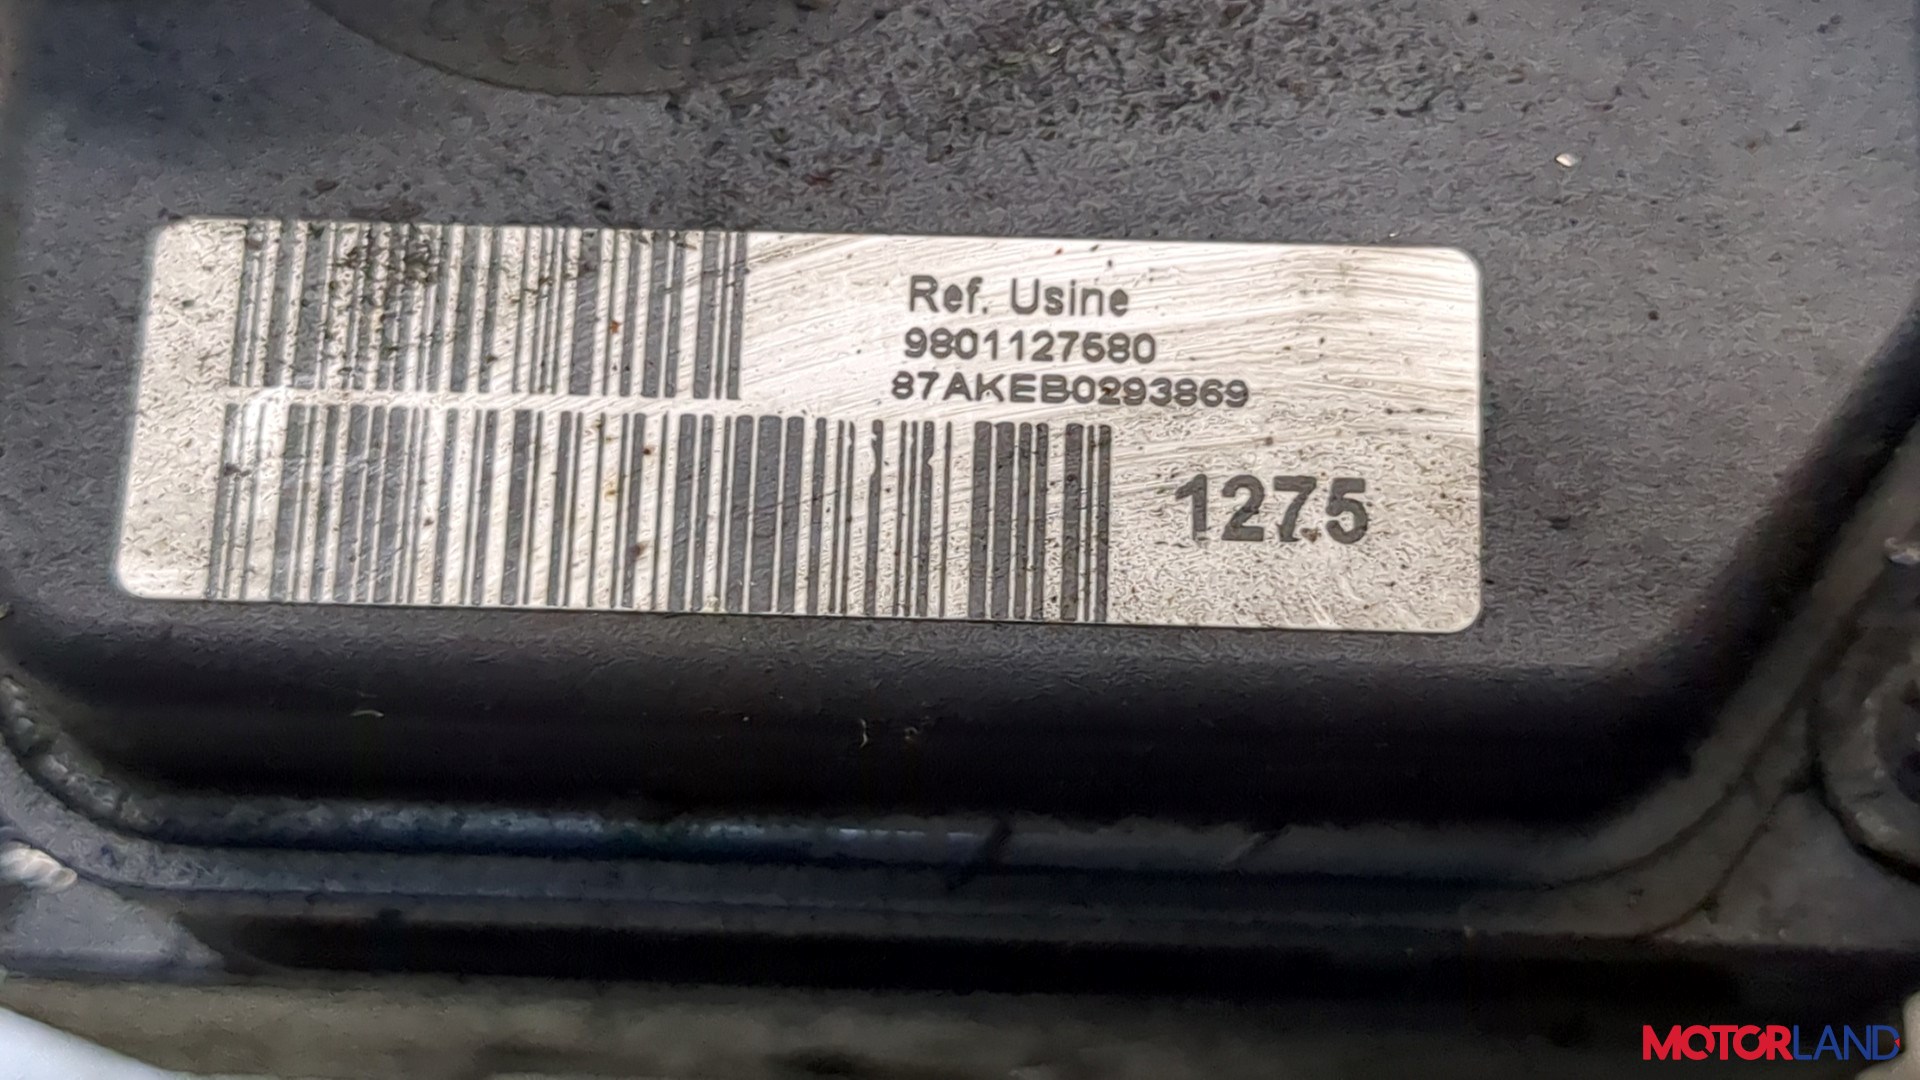 Ref. Usine
9801127580
87AKEB0293869
1275
MOTORLAND